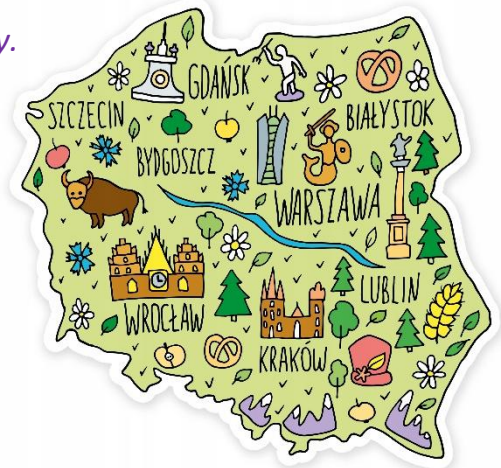 y.
GDAŃSK
SZCZECIN
BIAŁYSTOK
BYDGOSZCZ
WARSZAWA
LUBLIN
WROCŁAW
KRAKÓW